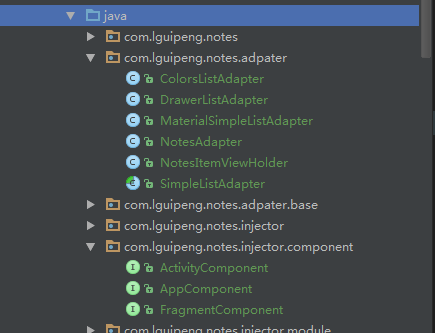 java
com.lguipeng.notes
com.lguipeng.notes.adpater
C ColorsListAdapter
C DrawerListAdapter
C MaterialSimpleListAdapter
C NotesAdapter
C NotesItemViewHolder
C SimpleListAdapter
com.lguipeng.notes.adpater.base
com.lguipeng.notes.injector
com.lguipeng.notes.injector.component
I ActivityComponent
I AppComponent
I FragmentComponent
com.lguipeng.notes.injector.module